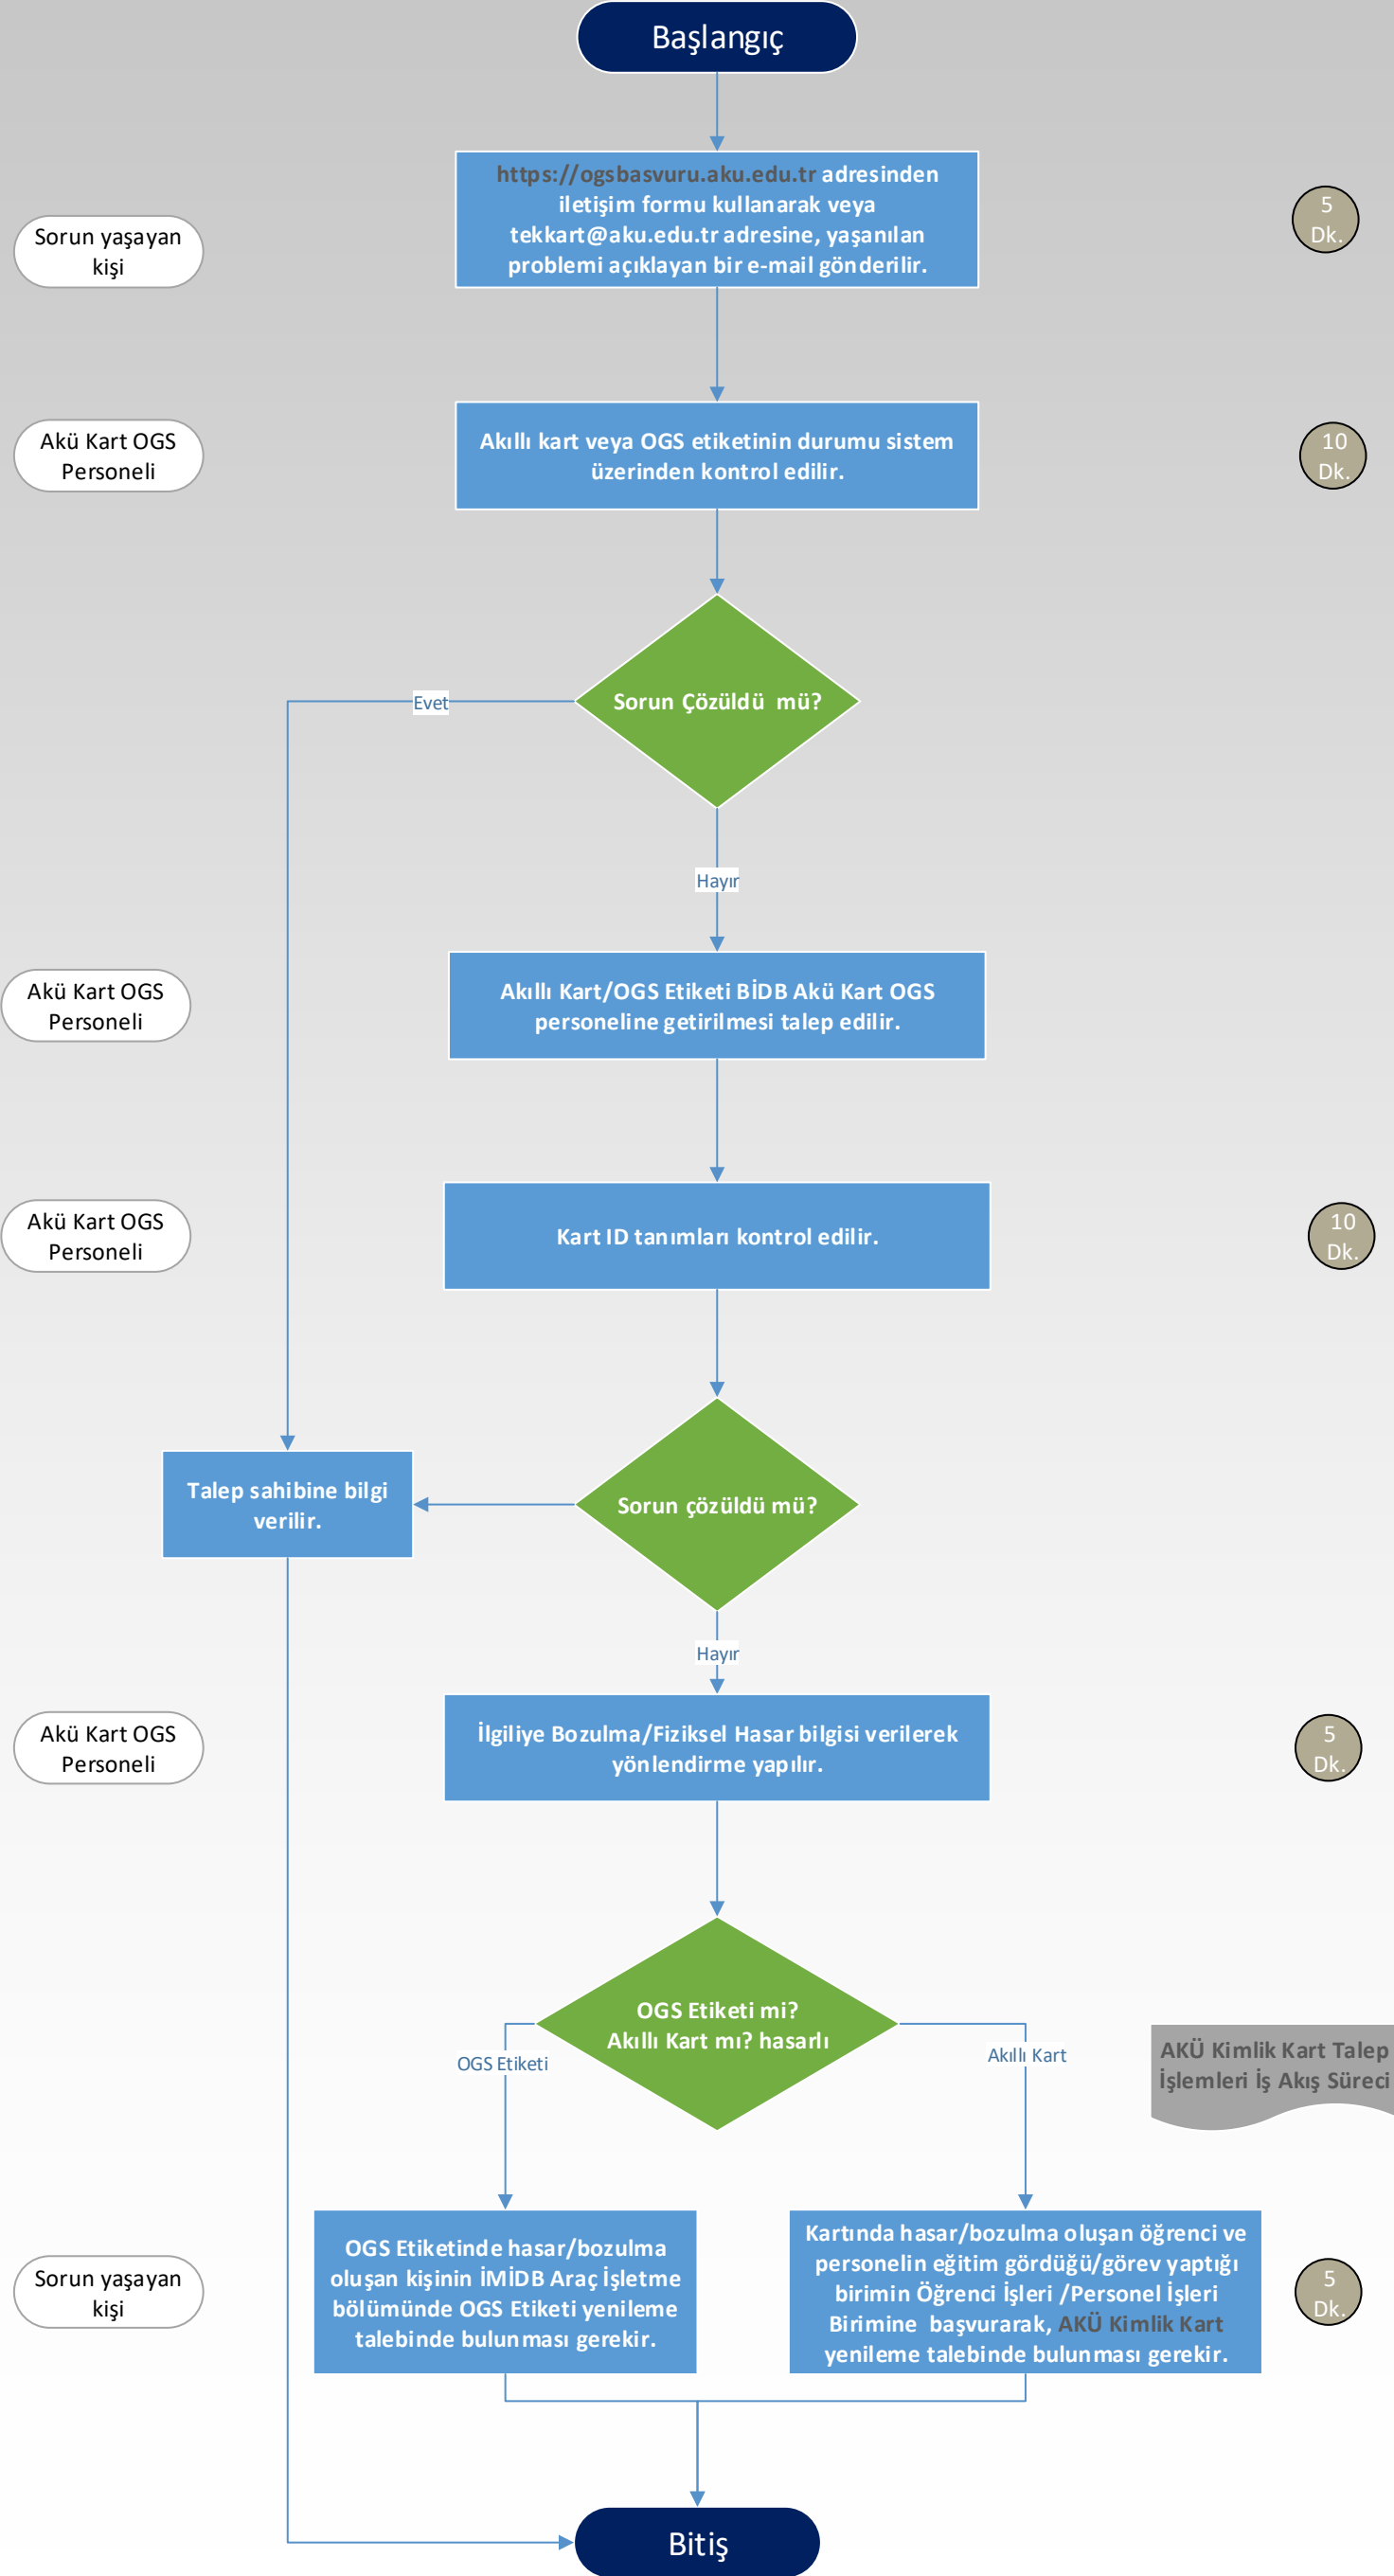 Başlangıç
https://ogsbasvuru.aku.edu.tr adresinden
iletişim formu kullanarak veya
tekkart@aku.edu.tr adresine, yaşanılan
problemi açıklayan bir e-mail gönderilir.
Sorun yaşayan
kişi
5
Dk.
Akü Kart OGS
Personeli
Akıllı kart veya OGS etiketinin durumu sistem
üzerinden kontrol edilir.
10
Dk.
Sorun Çözüldü mü?
Evet
Hayır
Akü Kart OGS
Personeli
Akıllı Kart/OGS Etiketi BİDB Akü Kart OGS
personeline getirilmesi talep edilir.
Akü Kart OGS
Personeli
Kart ID tanımları kontrol edilir.
10
Dk.
Talep sahibine bilgi
verilir.
Sorun çözüldü mü?
Hayır
Akü Kart OGS
Personeli
İlgiliye Bozulma/Fiziksel Hasar bilgisi verilerek
yönlendirme yapılır.
5
Dk.
OGS Etiketi mi?
Akıllı Kart mı? hasarlı
OGS Etiketi
Akıllı Kart
AKÜ Kimlik Kart Talep
İşlemleri İş Akış Süreci
Sorun yaşayan
kişi
OGS Etiketinde hasar/bozulma
oluşan kişinin İMİDB Araç İşletme
bölümünde OGS Etiketi yenileme
talebinde bulunması gerekir.
Kartında hasar/bozulma oluşan öğrenci ve
personelin eğitim gördüğü/görev yaptığı
birimin Öğrenci İşleri /Personel İşleri
Birimine başvurarak, AKÜ Kimlik Kart
yenileme talebinde bulunması gerekir.
5
Dk.
Bitiş